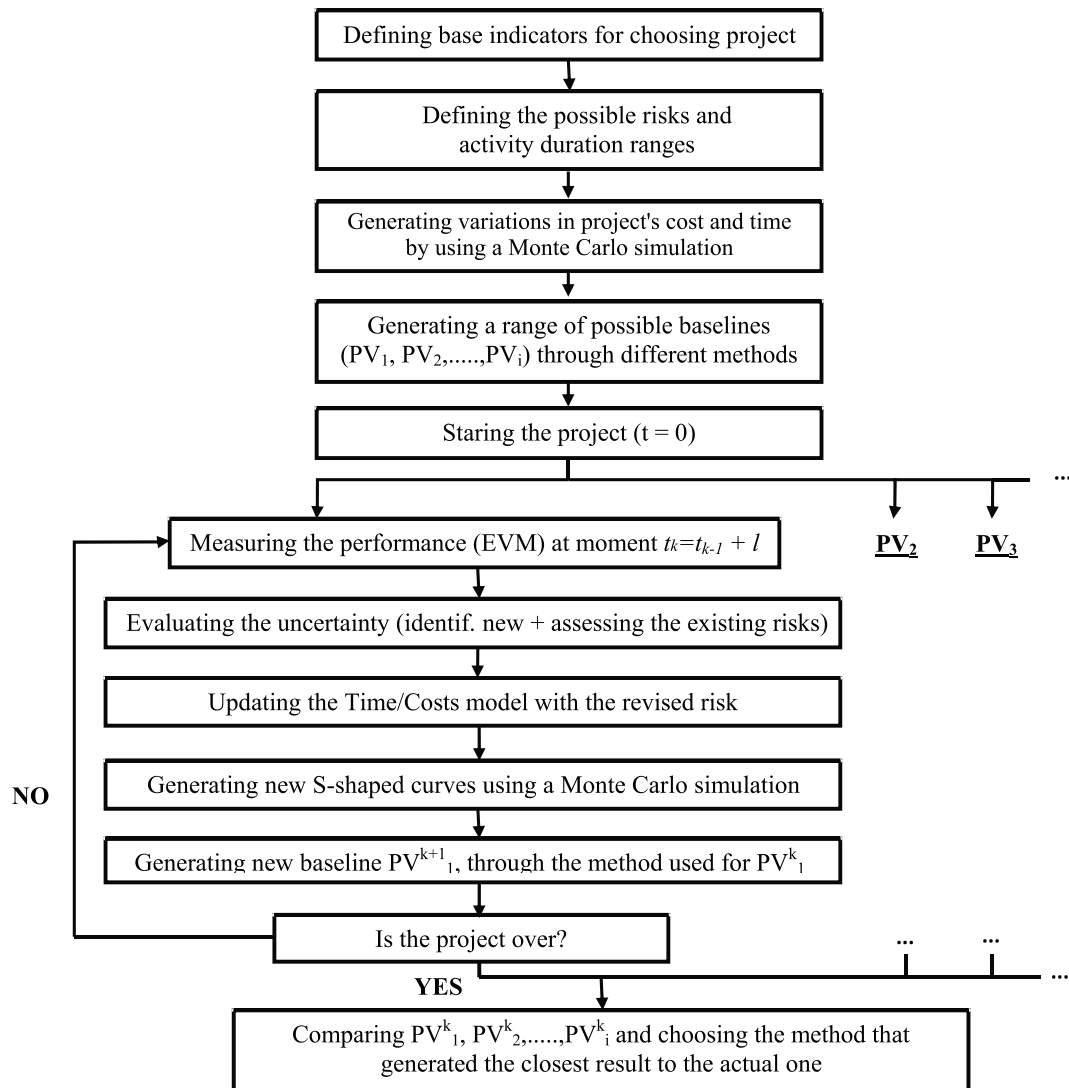 Defining base indicators for choosing project
Defining the possible risks and
activity duration ranges
Generating variations in project's cost and time
by using a Monte Carlo simulation
Generating a range of possible baselines
(PV₁, PV₂,.....,PVᵢ) through different methods
Staring the project (t = 0)
...
Measuring the performance (EVM) at moment tₖ=tₖ₋₁ + l
PV₂
PV₃
Evaluating the uncertainty (identif. new + assessing the existing risks)
Updating the Time/Costs model with the revised risk
Generating new S-shaped curves using a Monte Carlo simulation
NO
Generating new baseline PVᵏ⁺¹₁, through the method used for PVᵏ₁
Is the project over?
...
...
...
YES
Comparing PVᵏ₁, PVᵏ₂,.....,PVᵏᵢ and choosing the method that
generated the closest result to the actual one